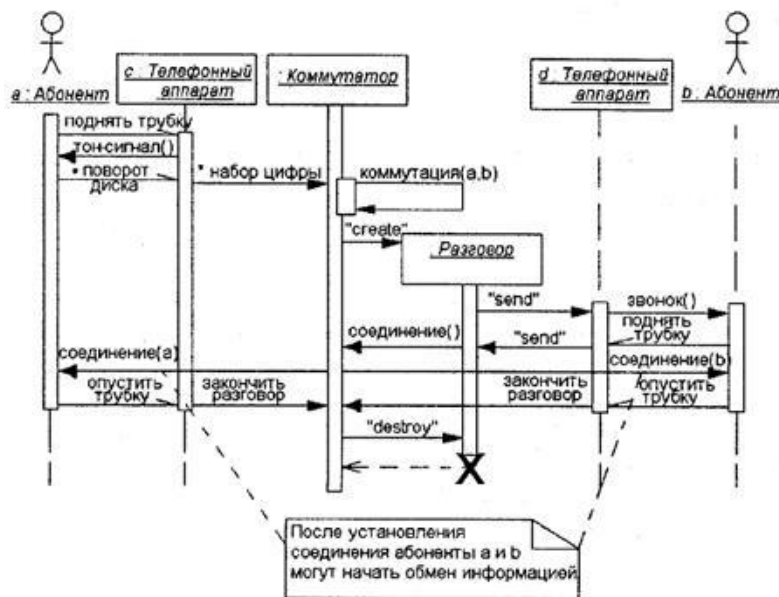 c : Телефонный
аппарат
: Коммутатор
d : Телефонный
аппарат
a : Абонент
b : Абонент
поднять трубку
тон-сигнал()
* поворот
диска
* набор цифры
коммутация(a,b)
"create"
: Разговор
"send"
звонок()
соединение()
"send"
поднять
трубку
соединение(a)
соединение(b)
опустить
трубку
закончить
разговор
закончить
разговор
опустить
трубку
"destroy"
После установления
соединения абоненты a и b
могут начать обмен информацией